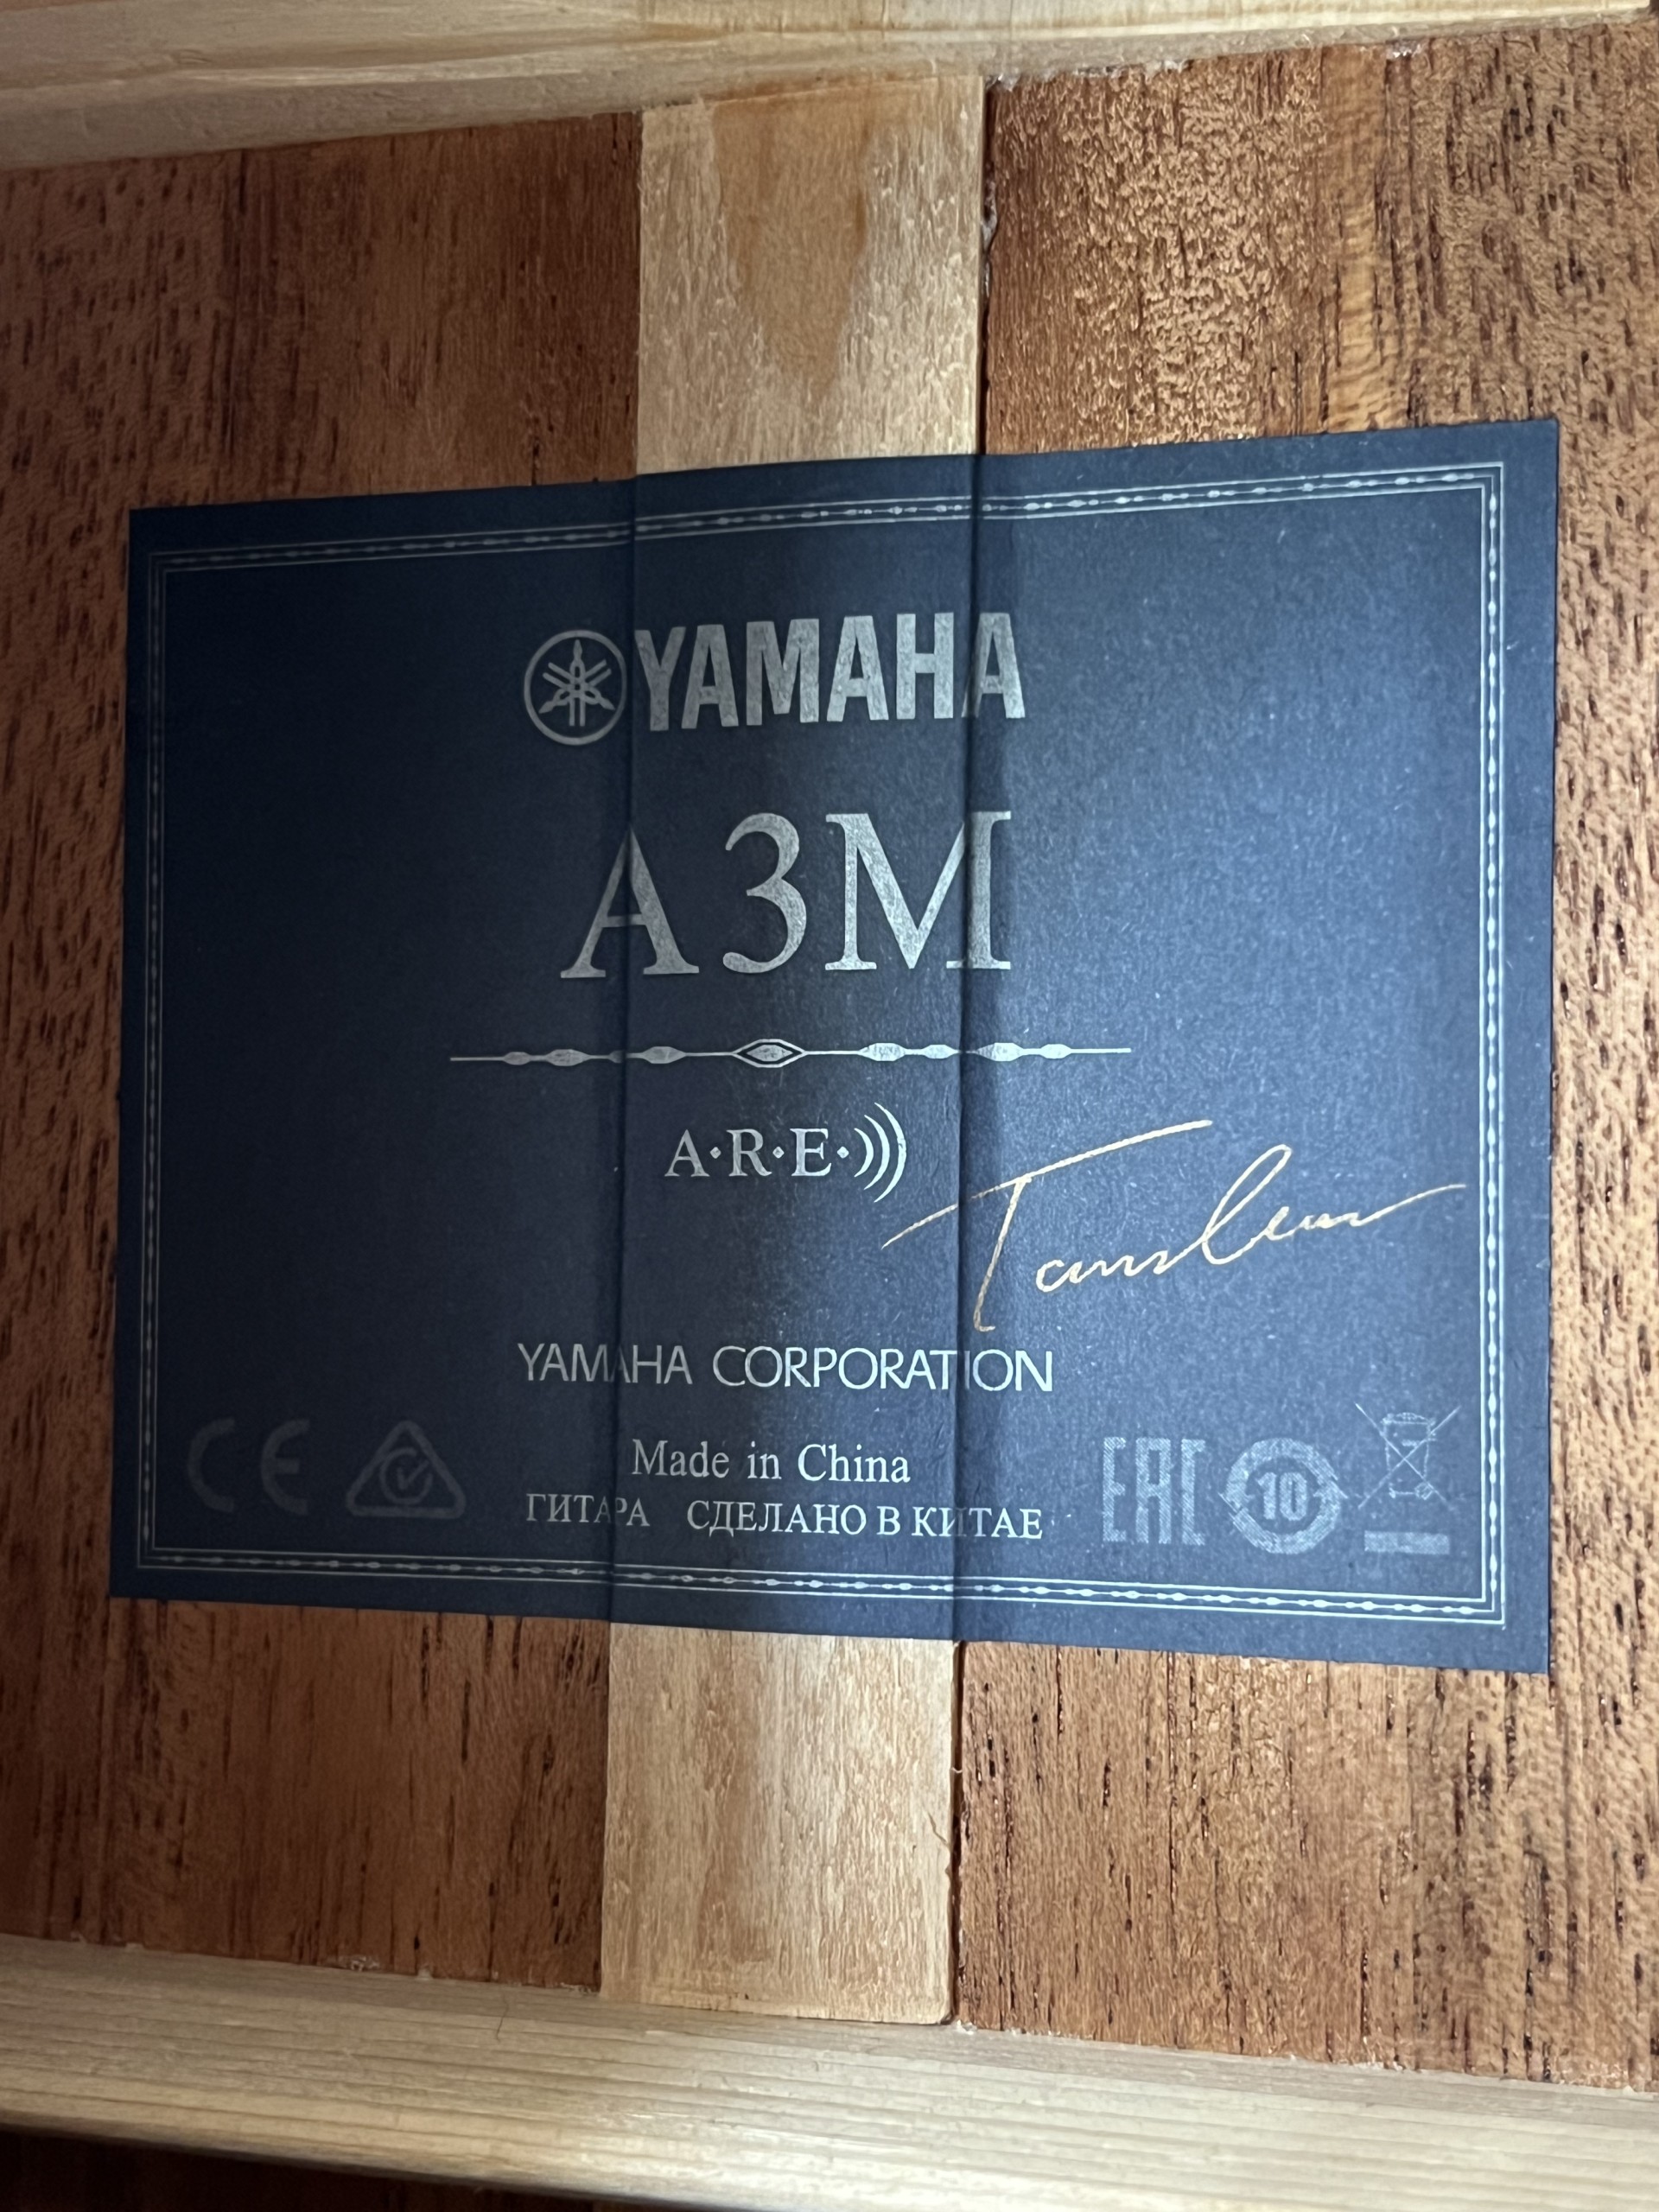 YAMAHA
A3M
A·R·E·
YAMAHA CORPORATION
Made in China
ГИТАРА СДЕЛАНО В КИТАЕ
CE
EAC
10